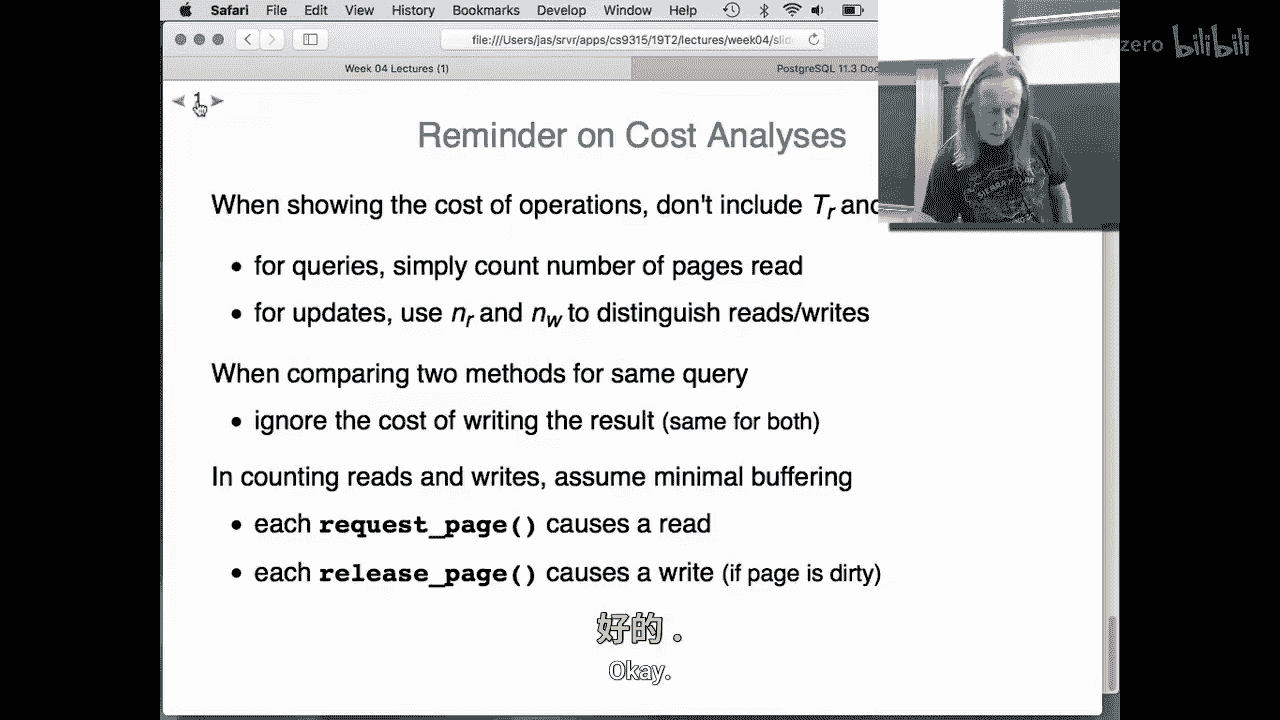 Safari File Edit View History Bookmarks Develop Window Help
file:///Users/jas/srvr/apps/cs9315/19T2/lectures/week04/slid
Week 04 Lectures (1)
PostgreSQL 11.3 Doc
zero bilibili
1
Reminder on Cost Analyses
When showing the cost of operations, don't include Tr and
• for queries, simply count number of pages read
• for updates, use nr and nw to distinguish reads/writes
When comparing two methods for same query
• ignore the cost of writing the result (same for both)
In counting reads and writes, assume minimal buffering
• each request_page() causes a read
• each release_page() causes a write (if page is dirty)
好的 .
Okay.